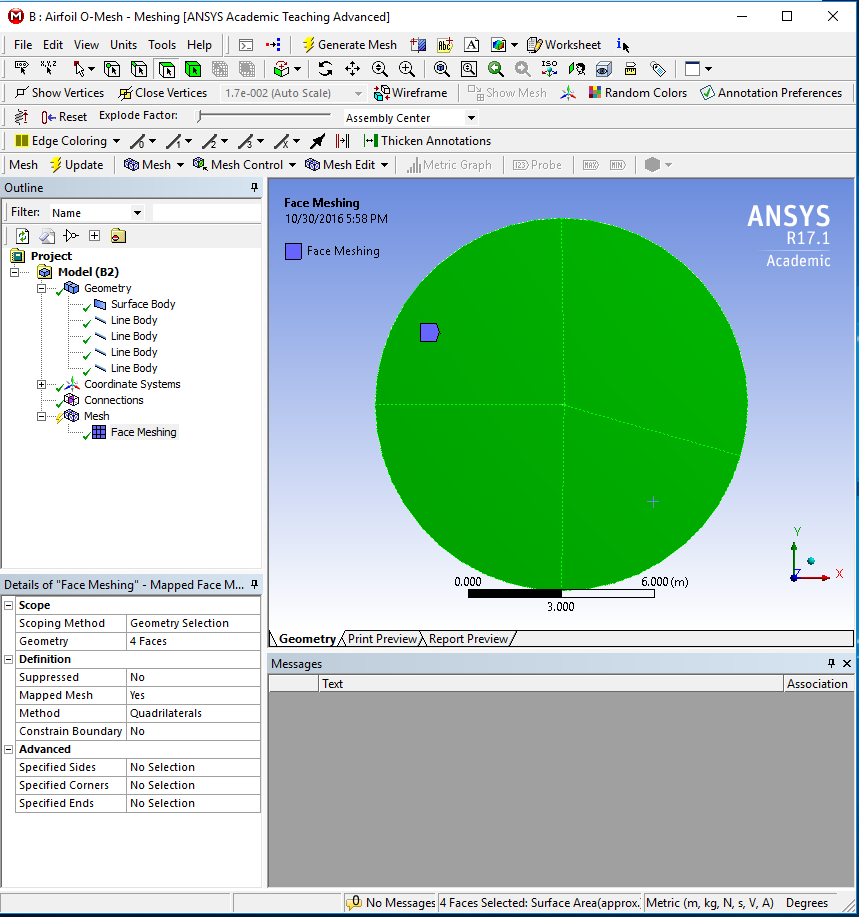 B : Airfoil O-Mesh - Meshing [ANSYS Academic Teaching Advanced]
File Edit View Units Tools Help Generate Mesh Worksheet
Show Vertices Close Vertices 1.7e-002 (Auto Scale) Wireframe Show Mesh Random Colors Annotation Preferences
Reset Explode Factor: Assembly Center
Edge Coloring Thicken Annotations
Mesh Update Mesh Mesh Control Mesh Edit Metric Graph Probe
Outline
Filter: Name
Project
Model (B2)
Geometry
Surface Body
Line Body
Line Body
Line Body
Line Body
Coordinate Systems
Connections
Mesh
Face Meshing
Face Meshing
10/30/2016 5:58 PM
Face Meshing
ANSYS
R17.1
Academic
0.000 6.000 (m)
3.000
Y
X
Z
Geometry Print Preview Report Preview
Details of "Face Meshing" - Mapped Face M...
Scope
Scoping Method Geometry Selection
Geometry 4 Faces
Definition
Suppressed No
Mapped Mesh Yes
Method Quadrilaterals
Constrain Boundary No
Advanced
Specified Sides No Selection
Specified Corners No Selection
Specified Ends No Selection
Messages
Text Association
No Messages 4 Faces Selected: Surface Area(approx. Metric (m, kg, N, s, V, A) Degrees